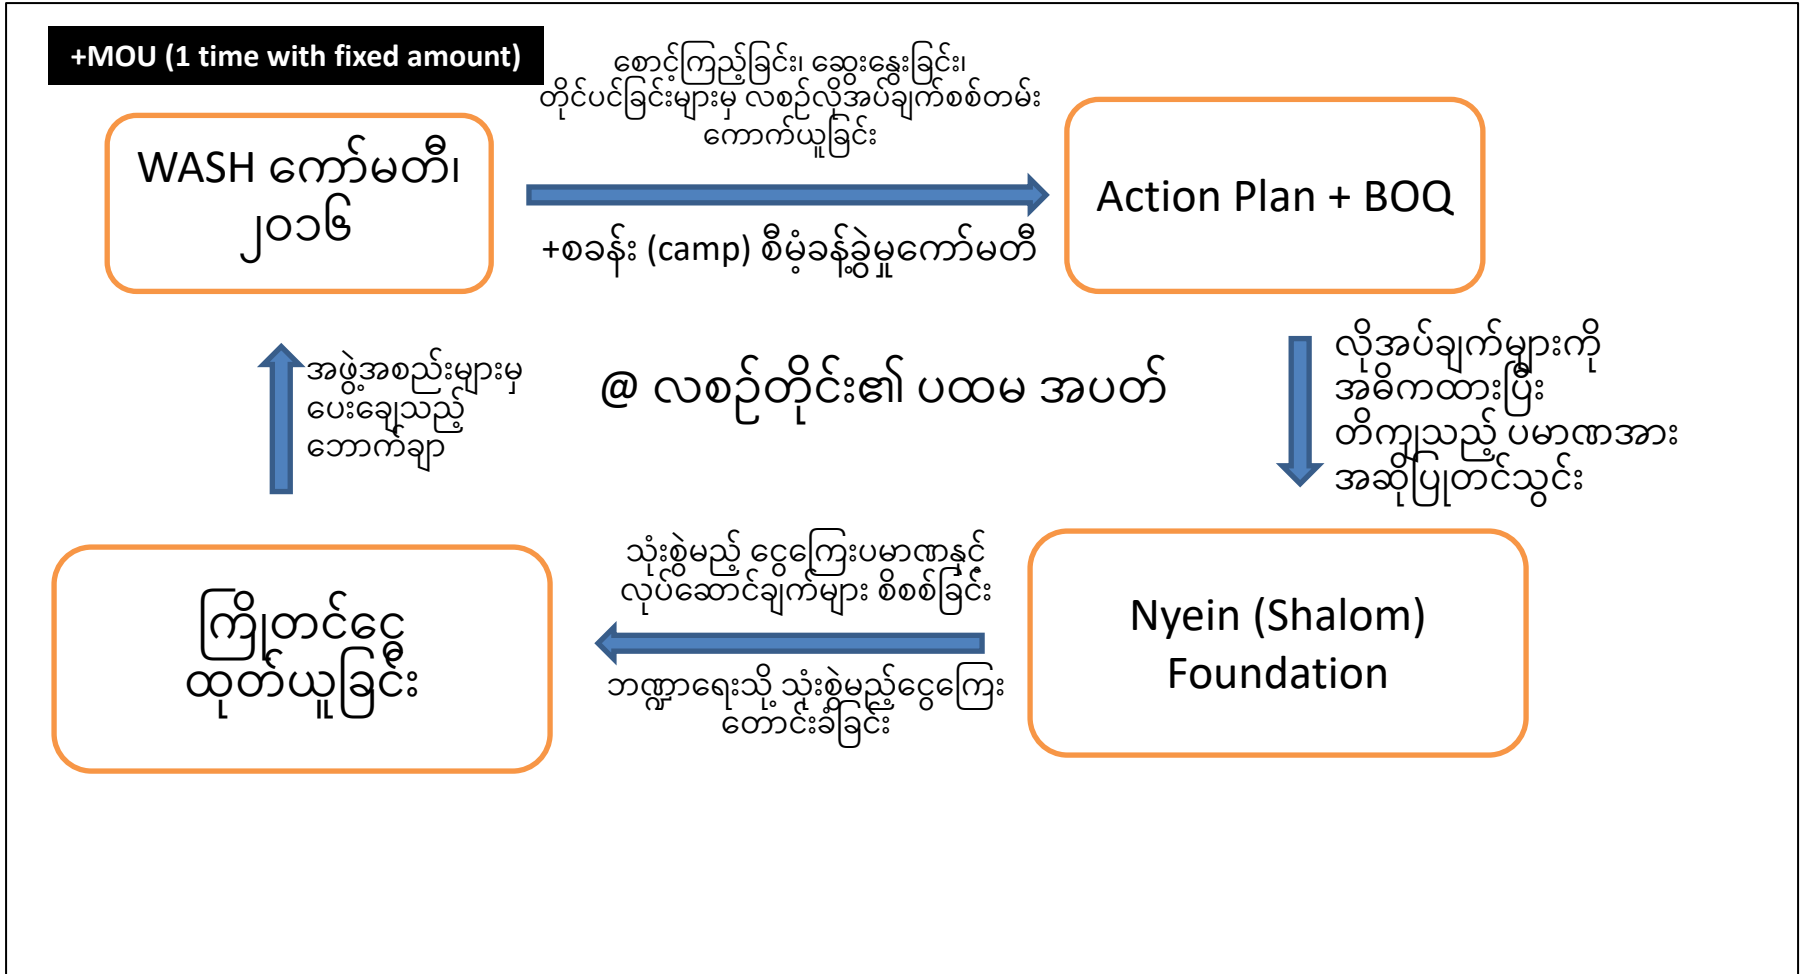 +MOU (1 time with fixed amount)
စောင့်ကြည့်ခြင်း၊ ဆွေးနွေးခြင်း၊
တိုင်ပင်ခြင်းများမှ လစဉ်လိုအပ်ချက်စစ်တမ်း
ကောက်ယူခြင်း
WASH ကော်မတီ၊
၂၀၁၆
Action Plan + BOQ
+စခန်း (camp) စီမံခန့်ခွဲမှုကော်မတီ
အဖွဲ့အစည်းများမှ
ပေးချေသည့်
ဘောက်ချာ
@ လစဉ်တိုင်း၏ ပထမ အပတ်
လိုအပ်ချက်များကို
အဓိကထားပြီး
တိကျသည့် ပမာဏအား
အဆိုပြုတင်သွင်း
သုံးစွဲမည့် ငွေကြေးပမာဏနှင့်
လုပ်ဆောင်ချက်များ စိစစ်ခြင်း
ကြိုတင်ငွေ
ထုတ်ယူခြင်း
Nyein (Shalom)
Foundation
ဘဏ္ဍာရေးသို့ သုံးစွဲမည့်ငွေကြေး
တောင်းခံခြင်း